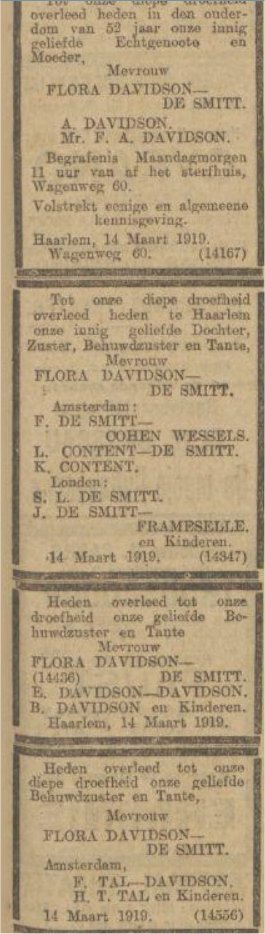 Tot onze diepe droefheid
overleed heden in den ouder-
dom van 52 jaar onze innig
geliefde Echtgenoote en
Moeder,
Mevrouw
FLORA DAVIDSON—
DE SMITT.
A. DAVIDSON.
Mr. F. A. DAVIDSON.
Begrafenis Maandagmorgen
11 uur van af het sterfhuis,
Wagenweg 60.
Volstrekt eenige en algemeene
kennisgeving.
Haarlem, 14 Maart 1919.
Wagenweg 60. (14167)
Tot onze diepe droefheid
overleed heden te Haarlem
onze innig geliefde Dochter,
Zuster, Behuwdzuster en Tante,
Mevrouw
FLORA DAVIDSON—
DE SMITT.
Amsterdam:
F. DE SMITT—
COHEN WESSELS.
L. CONTENT—DE SMITT.
K. CONTENT.
Londen:
S. L. DE SMITT.
J. DE SMITT—
FRAMESELLE.
en Kinderen.
14 Maart 1919. (14347)
Heden overleed tot onze
droefheid onze geliefde Be-
huwdzuster en Tante
Mevrouw
FLORA DAVIDSON—
(14436) DE SMITT.
E. DAVIDSON—DAVIDSON.
B. DAVIDSON en Kinderen.
Haarlem, 14 Maart 1919.
Heden overleed tot onze
diepe droefheid onze geliefde
Behuwdzuster en Tante,
Mevrouw
FLORA DAVIDSON—
DE SMITT.
Amsterdam,
F. TAL—DAVIDSON.
H. T. TAL en Kinderen.
14 Maart 1919. (14556)